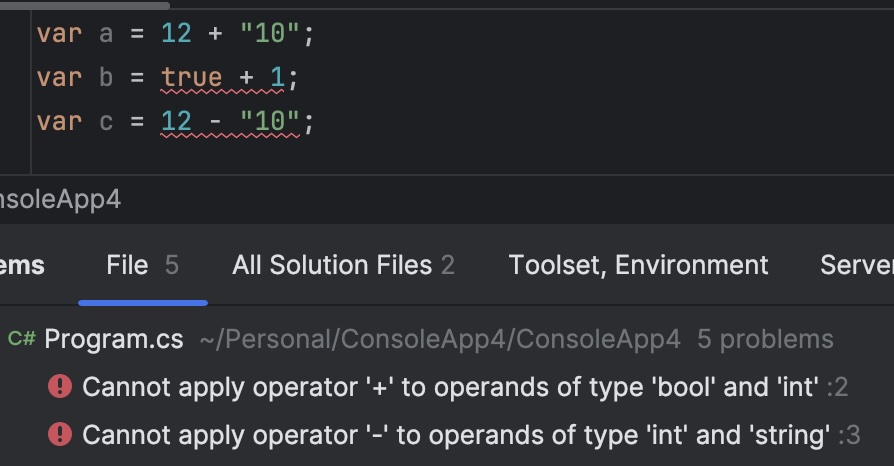 var a = 12 + "10";
var b = true + 1;
var c = 12 - "10";
nsoleApp4
ems File 5 All Solution Files 2 Toolset, Environment Server
C# Program.cs ~/Personal/ConsoleApp4/ConsoleApp4 5 problems
Cannot apply operator '+' to operands of type 'bool' and 'int' :2
Cannot apply operator '-' to operands of type 'int' and 'string' :3